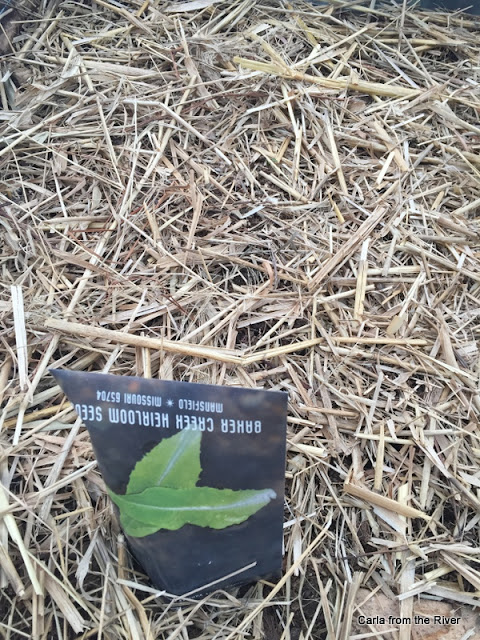 BAKER CREEK HEIRLOOM SEED
MANSFIELD * MISSOURI 65704
Carla from the River